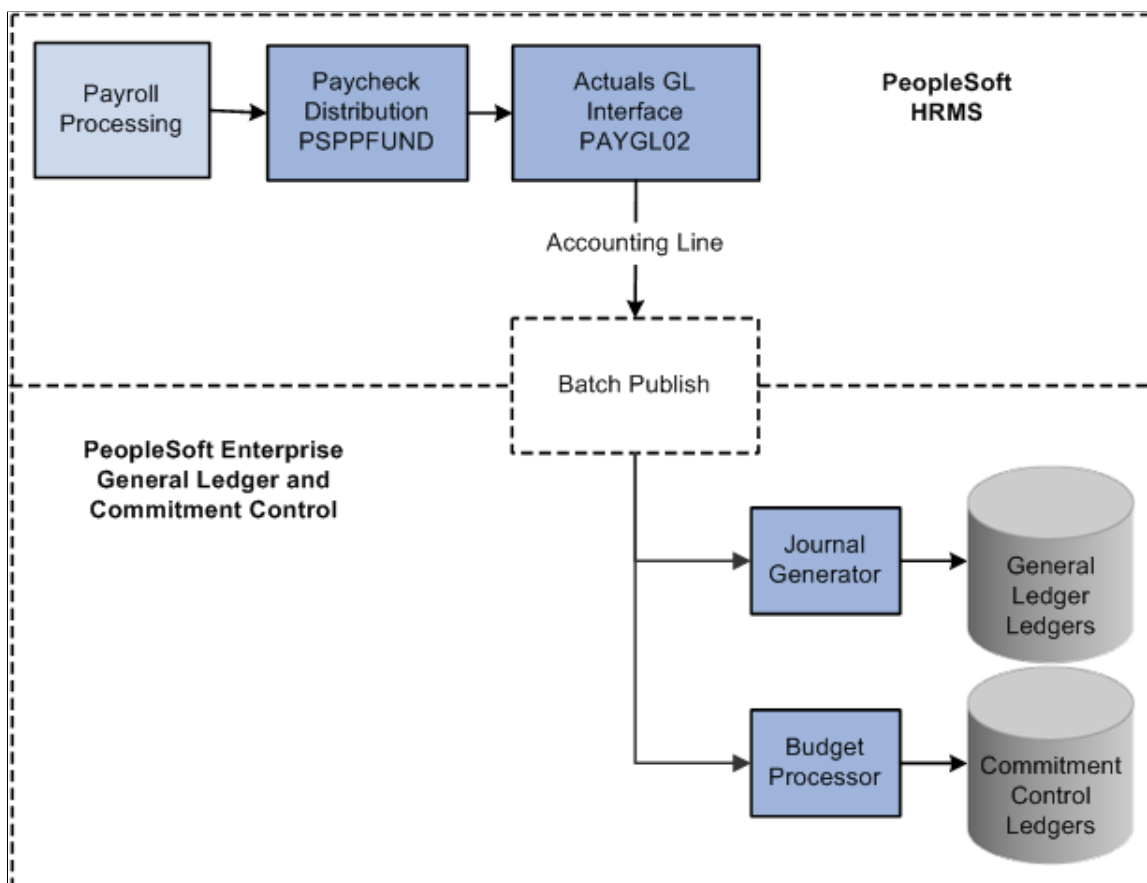 Payroll
Processing
Paycheck
Distribution
PSPPFUND
Actuals GL
Interface
PAYGL02
PeopleSoft
HRMS
Accounting Line
Batch Publish
PeopleSoft Enterprise
General Ledger and
Commitment Control
Journal
Generator
General
Ledger
Ledgers
Budget
Processor
Commitment
Control
Ledgers